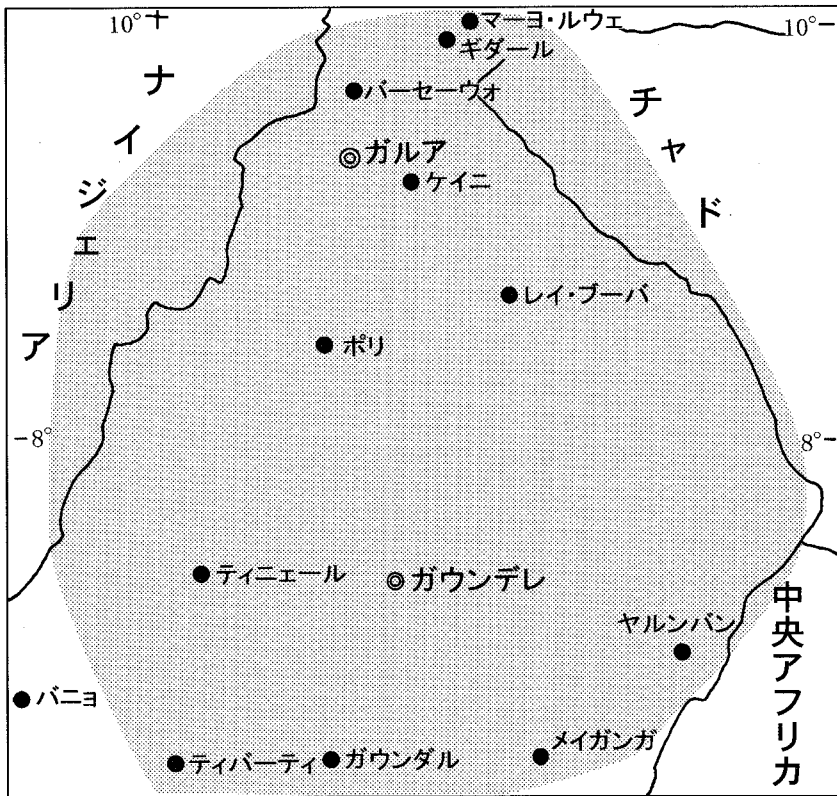 10°
マーヨ・ルウェ
10°
ギダール
ナイジェリア
チャド
バーセーヴォ
ガルア
ケイニ
レイ・ブーバ
ポリ
8°
8°
ティニェール
ガウンデレ
中央アフリカ
ヤルンバン
バニョ
メイガンガ
ティバーティ
ガウンダル